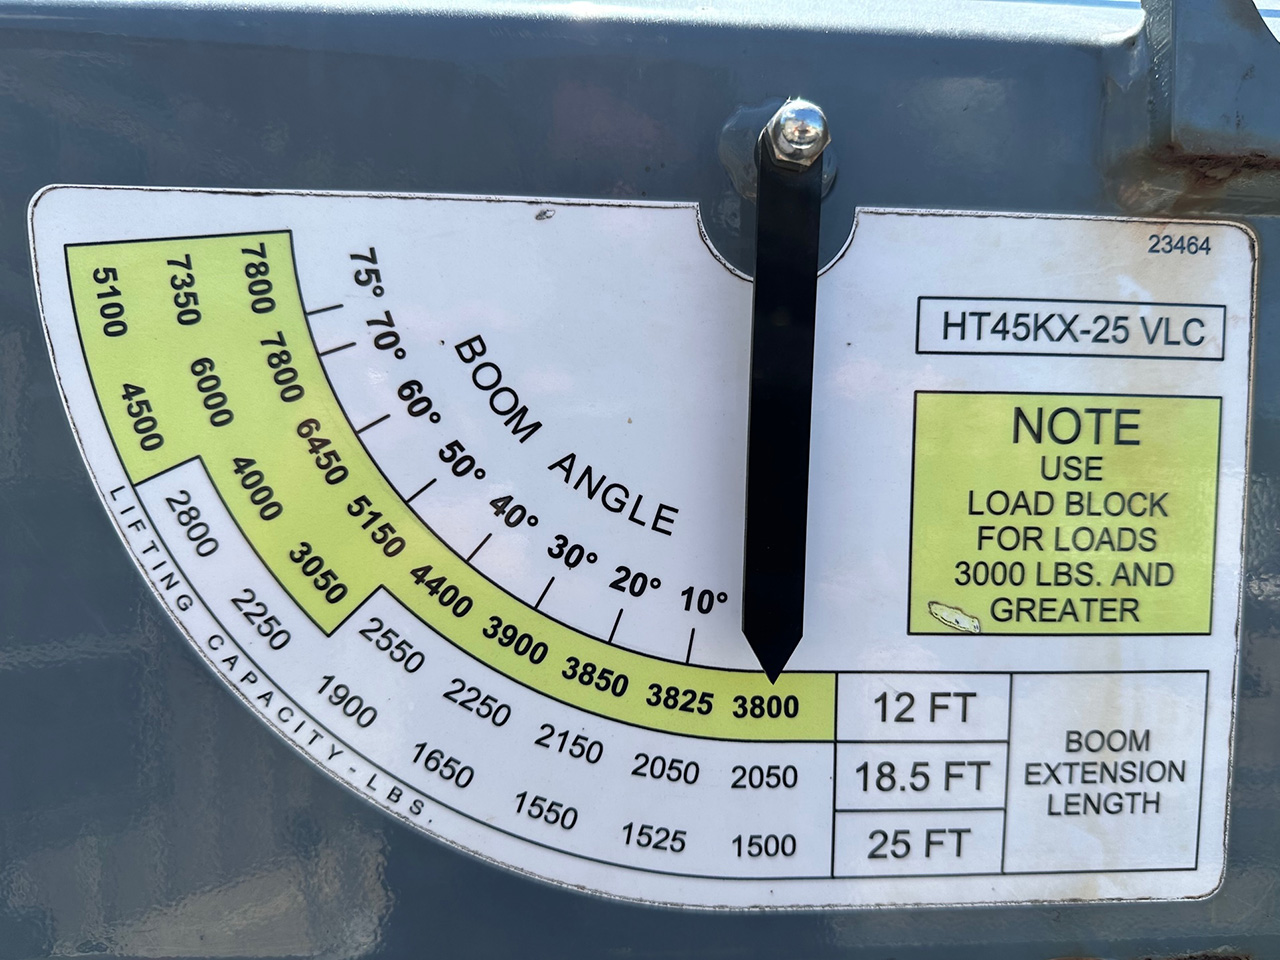 23464
HT45KX-25 VLC
NOTE
USE
LOAD BLOCK
FOR LOADS
3000 LBS. AND
GREATER
BOOM ANGLE
75° 70° 60° 50° 40° 30° 20° 10°
7800 7800 6450 5150 4400 3900 3850 3825 3800 12 FT
7350 6000 4000 3050 2550 2250 2150 2050 2050 18.5 FT
5100 4500 2800 2250 1900 1650 1550 1525 1500 25 FT
BOOM
EXTENSION
LENGTH
LIFTING CAPACITY - LBS.